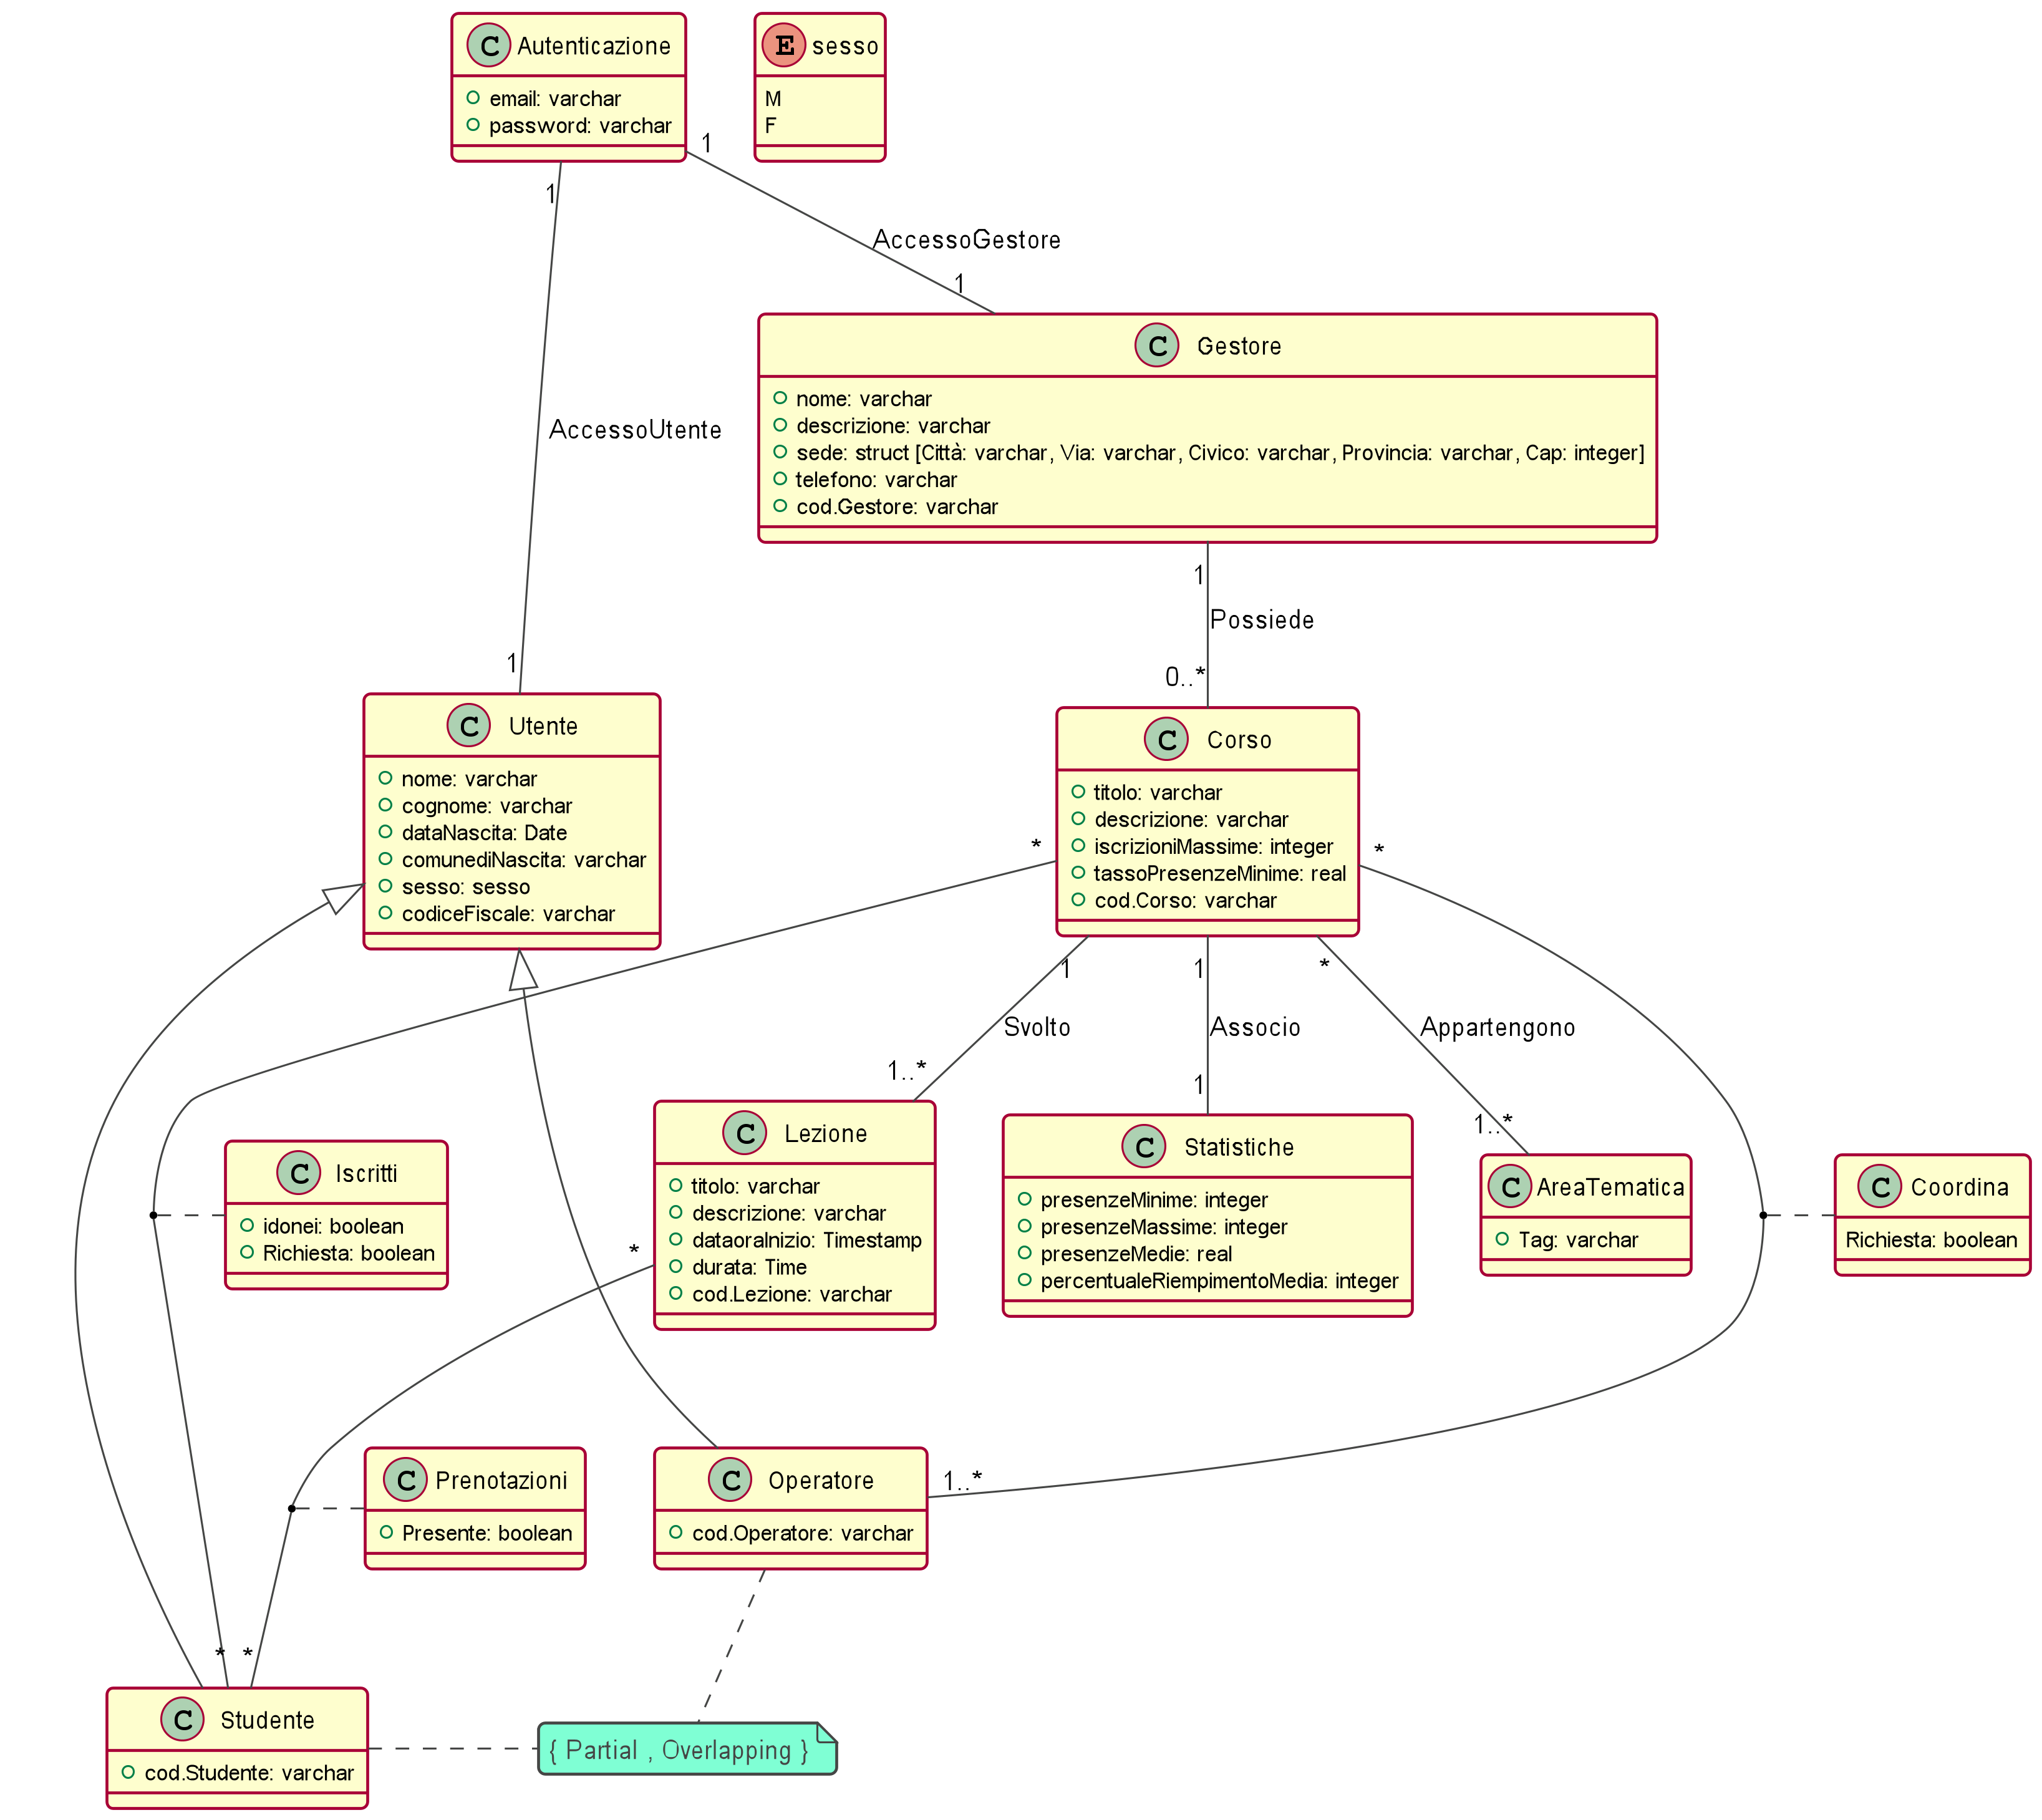 C Autenticazione
email: varchar
password: varchar
E sesso
M
F
1
1
AccessoGestore
1
AccessoUtente
1
C Gestore
nome: varchar
descrizione: varchar
sede: struct [Città: varchar, Via: varchar, Civico: varchar, Provincia: varchar, Cap: integer]
telefono: varchar
cod.Gestore: varchar
1
Possiede
0..*
C Utente
nome: varchar
cognome: varchar
dataNascita: Date
comunediNascita: varchar
sesso: sesso
codiceFiscale: varchar
C Corso
titolo: varchar
descrizione: varchar
iscrizioniMassime: integer
tassoPresenzeMinime: real
cod.Corso: varchar
*
*
1
Svolto
1..*
1
Associo
1
*
Appartengono
1..*
C Iscritti
idonei: boolean
Richiesta: boolean
C Lezione
titolo: varchar
descrizione: varchar
dataoraInizio: Timestamp
durata: Time
cod.Lezione: varchar
*
C Statistiche
presenzeMinime: integer
presenzeMassime: integer
presenzeMedie: real
percentualeRiempimentoMedia: integer
C AreaTematica
Tag: varchar
C Coordina
Richiesta: boolean
C Prenotazioni
Presente: boolean
C Operatore
cod.Operatore: varchar
1..*
*
*
C Studente
cod.Studente: varchar
{ Partial , Overlapping }